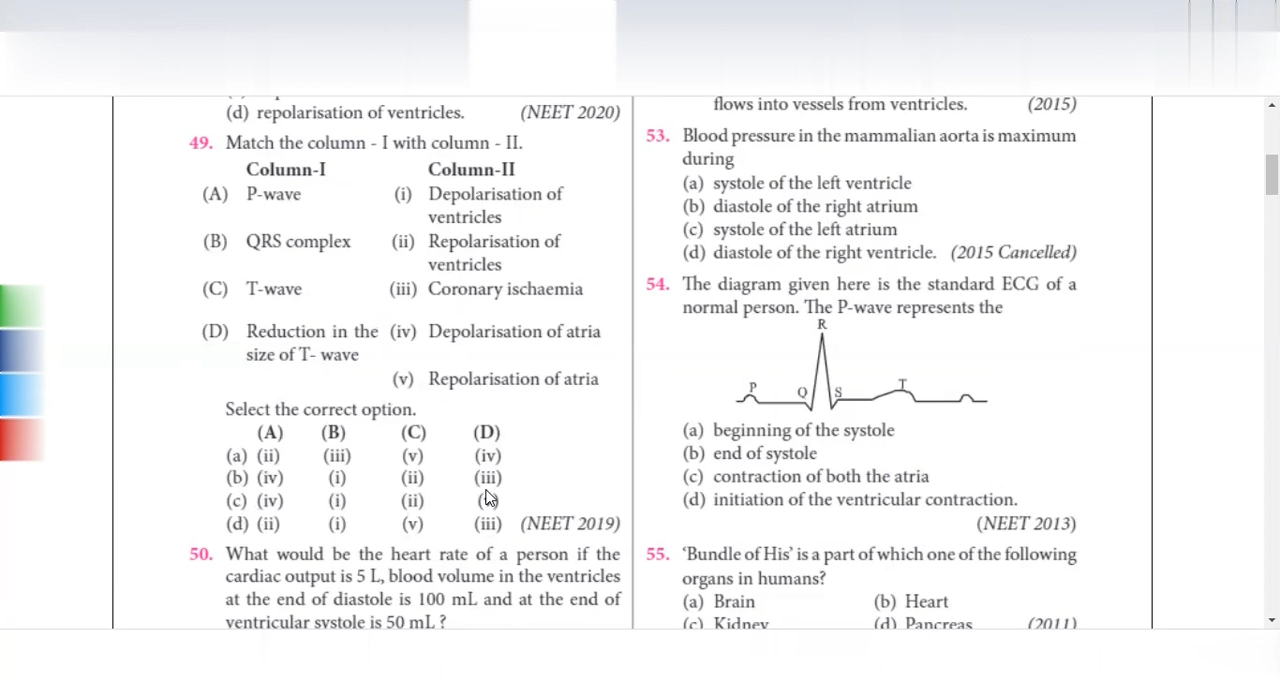 (d) repolarisation of ventricles. (NEET 2020)
49. Match the column - I with column - II.
Column-I Column-II
(A) P-wave (i) Depolarisation of
ventricles
(B) QRS complex (ii) Repolarisation of
ventricles
(C) T-wave (iii) Coronary ischaemia
(D) Reduction in the (iv) Depolarisation of atria
size of T- wave
(v) Repolarisation of atria
Select the correct option.
(A) (B) (C) (D)
(a) (ii) (iii) (v) (iv)
(b) (iv) (i) (ii) (iii)
(c) (iv) (i) (ii)
(d) (ii) (i) (v) (iii) (NEET 2019)
50. What would be the heart rate of a person if the
cardiac output is 5 L, blood volume in the ventricles
at the end of diastole is 100 mL and at the end of
ventricular systole is 50 mL ?
flows into vessels from ventricles. (2015)
53. Blood pressure in the mammalian aorta is maximum
during
(a) systole of the left ventricle
(b) diastole of the right atrium
(c) systole of the left atrium
(d) diastole of the right ventricle. (2015 Cancelled)
54. The diagram given here is the standard ECG of a
normal person. The P-wave represents the
R
P Q S T
(a) beginning of the systole
(b) end of systole
(c) contraction of both the atria
(d) initiation of the ventricular contraction.
(NEET 2013)
55. ‘Bundle of His’ is a part of which one of the following
organs in humans?
(a) Brain (b) Heart
(c) Kidney (d) Pancreas (2011)